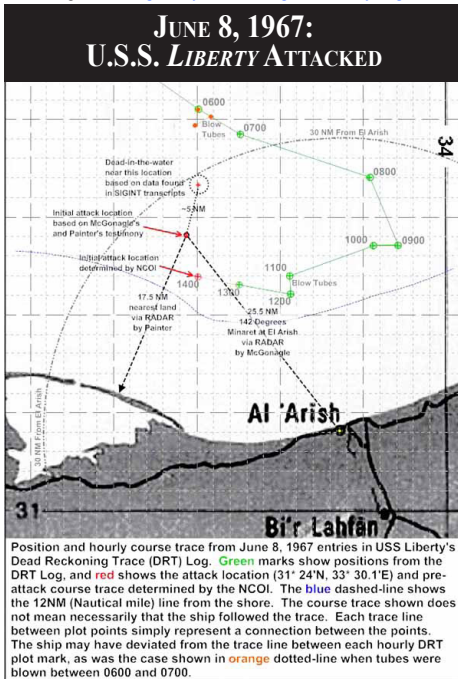 JUNE 8, 1967:
U.S.S. LIBERTY ATTACKED
0600
Blow
Tubes
0700
30 NM From El Arish
34
Dead-in-the-water
near this location
based on data found
in SIGINT transcripts
0800
~5 NM
Initial attack location
based on McGonagle's
and Painter's testimony
1000
0900
Initial attack location
determined by NCOI
1400
1100
Blow Tubes
1300
1200
17.5 NM
nearest land
via RADAR
by Painter
25.5 NM
142 Degrees
Minaret at El Arish
via RADAR
by McGonagle
30 NM From El Arish
Al 'Arish
31
Bi'r Lahfān
Position and hourly course trace from June 8, 1967 entries in USS Liberty's
Dead Reckoning Trace (DRT) Log. Green marks show positions from the
DRT Log, and red shows the attack location (31° 24'N, 33° 30.1'E) and pre-
attack course trace determined by the NCOI. The blue dashed-line shows
the 12NM (Nautical mile) line from the shore. The course trace shown does
not mean necessarily that the ship followed the trace. Each trace line
between plot points simply represent a connection between the points.
The ship may have deviated from the trace line between each hourly DRT
plot mark, as was the case shown in orange dotted-line when tubes were
blown between 0600 and 0700.